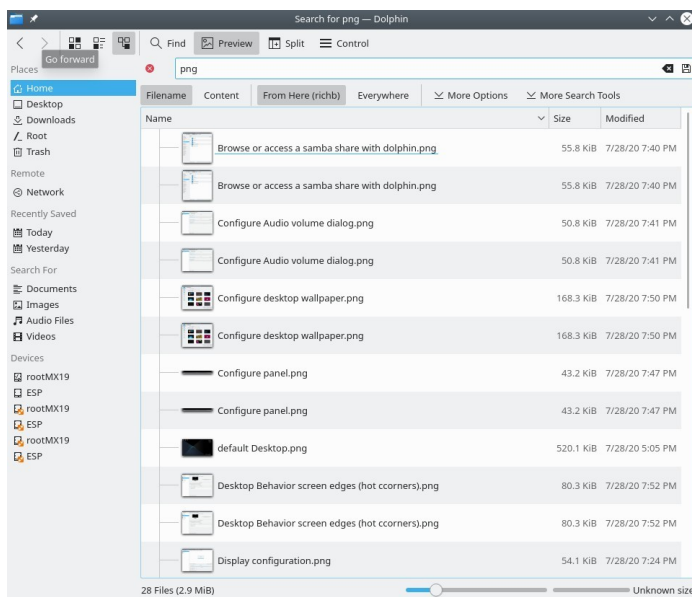 Search for png — Dolphin
Find
Preview
Split
Control
Go forward
Places
png
Home
Desktop
Downloads
Root
Trash
Remote
Network
Recently Saved
Today
Yesterday
Search For
Documents
Images
Audio Files
Videos
Devices
rootMX19
ESP
rootMX19
ESP
rootMX19
ESP
Filename Content From Here (richb) Everywhere More Options More Search Tools
Name Size Modified
Browse or access a samba share with dolphin.png 55.8 KiB 7/28/20 7:40 PM
Browse or access a samba share with dolphin.png 55.8 KiB 7/28/20 7:40 PM
Configure Audio volume dialog.png 50.8 KiB 7/28/20 7:41 PM
Configure Audio volume dialog.png 50.8 KiB 7/28/20 7:41 PM
Configure desktop wallpaper.png 168.3 KiB 7/28/20 7:50 PM
Configure desktop wallpaper.png 168.3 KiB 7/28/20 7:50 PM
Configure panel.png 43.2 KiB 7/28/20 7:47 PM
Configure panel.png 43.2 KiB 7/28/20 7:47 PM
default Desktop.png 520.1 KiB 7/28/20 5:05 PM
Desktop Behavior screen edges (hot ccorners).png 80.3 KiB 7/28/20 7:52 PM
Desktop Behavior screen edges (hot ccorners).png 80.3 KiB 7/28/20 7:52 PM
Display configuration.png 54.1 KiB 7/28/20 7:24 PM
28 Files (2.9 MiB) Unknown size